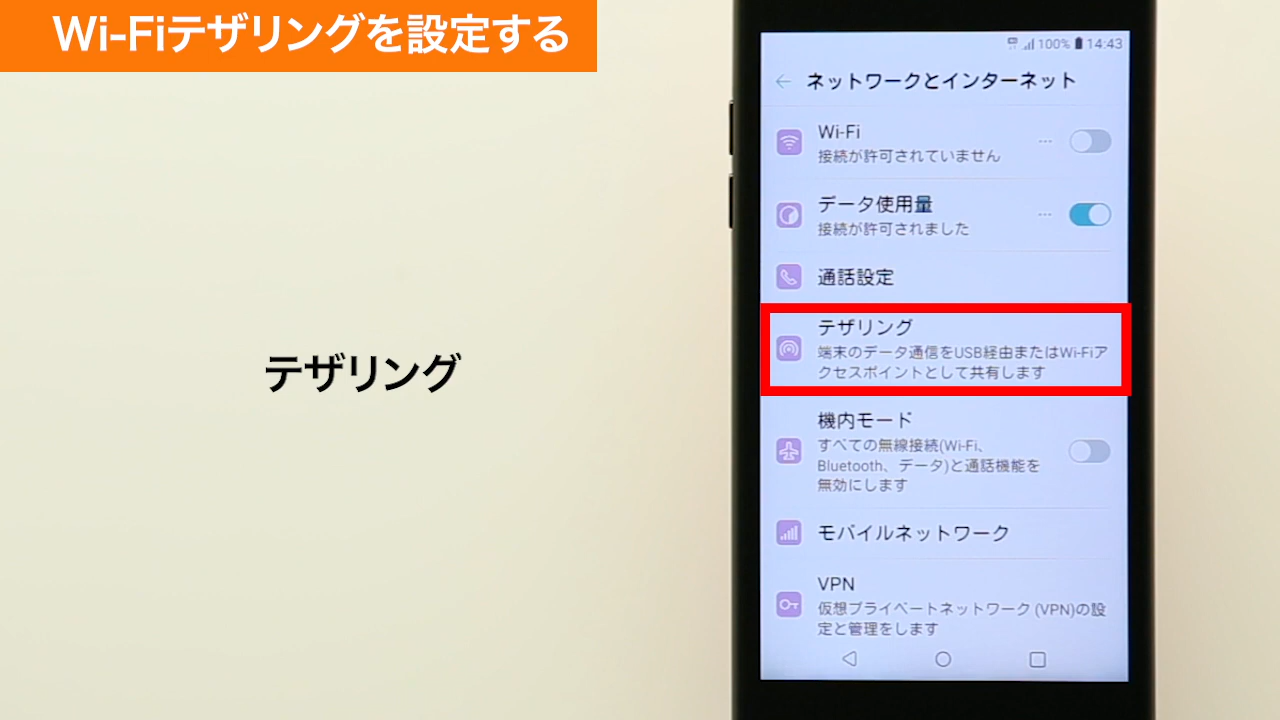 Wi-Fiテザリングを設定する
100% 14:43
ネットワークとインターネット
Wi-Fi
接続が許可されていません
データ使用量
接続が許可されました
通話設定
テザリング
テザリング
端末のデータ通信をUSB経由またはWi-Fiア
クセスポイントとして共有します
機内モード
すべての無線接続(Wi-Fi、
Bluetooth、データ)と通話機能を
無効にします
モバイルネットワーク
VPN
仮想プライベートネットワーク (VPN)の設
定と管理をします